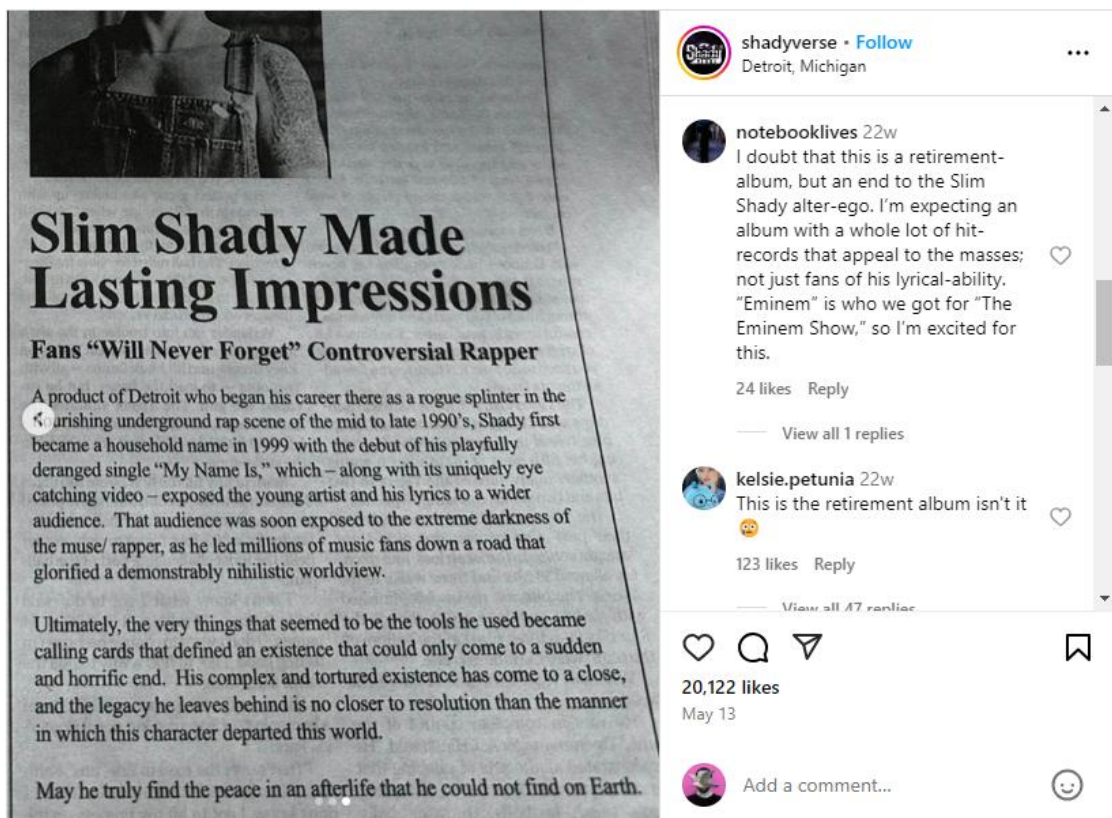 Slim Shady Made
Lasting Impressions
Fans “Will Never Forget” Controversial Rapper
A product of Detroit who began his career there as a rogue splinter in the
flourishing underground rap scene of the mid to late 1990’s, Shady first
became a household name in 1999 with the debut of his playfully
deranged single “My Name Is,” which – along with its uniquely eye
catching video – exposed the young artist and his lyrics to a wider
audience.  That audience was soon exposed to the extreme darkness of
the muse/ rapper, as he led millions of music fans down a road that
glorified a demonstrably nihilistic worldview.
Ultimately, the very things that seemed to be the tools he used became
calling cards that defined an existence that could only come to a sudden
and horrific end.  His complex and tortured existence has come to a close,
and the legacy he leaves behind is no closer to resolution than the manner
in which this character departed this world.
May he truly find the peace in an afterlife that he could not find on Earth.
shadyverse • Follow
Detroit, Michigan
notebooklives 22w
I doubt that this is a retirement-
album, but an end to the Slim
Shady alter-ego. I’m expecting an
album with a whole lot of hit-
records that appeal to the masses;
not just fans of his lyrical-ability.
“Eminem” is who we got for “The
Eminem Show,” so I’m excited for
this.
24 likes Reply
View all 1 replies
kelsie.petunia 22w
This is the retirement album isn't it
😳
123 likes Reply
View all 47 replies
20,122 likes
May 13
Add a comment...